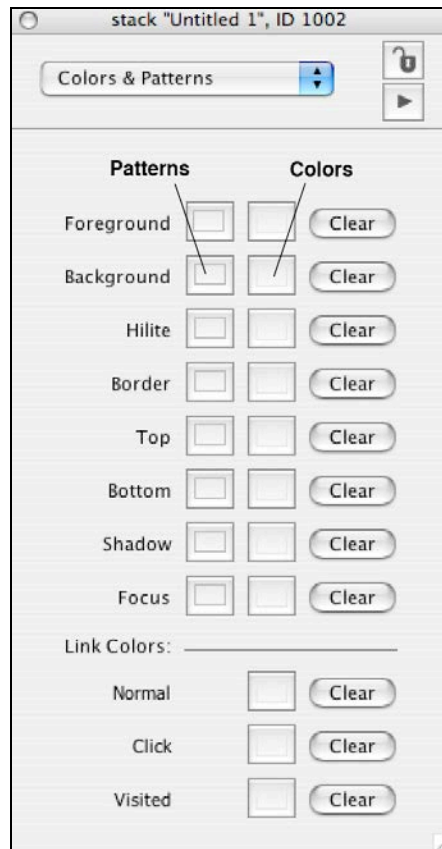 stack "Untitled 1", ID 1002
Colors & Patterns
Patterns Colors
Foreground Clear
Background Clear
Hilite Clear
Border Clear
Top Clear
Bottom Clear
Shadow Clear
Focus Clear
Link Colors:
Normal Clear
Click Clear
Visited Clear